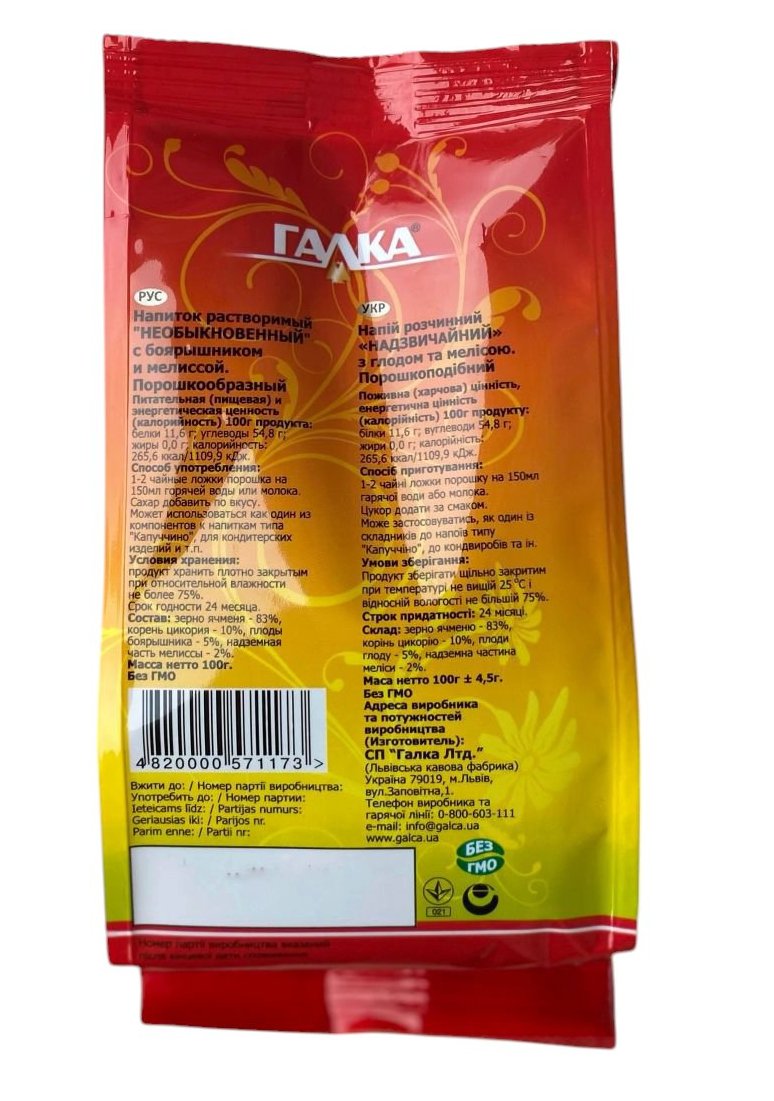 ГАЛКА®
РУС
Напиток растворимый
"НЕОБЫКНОВЕННЫЙ"
с боярышником
и мелиссой.
Порошкообразный
Питательная (пищевая) и
энергетическая ценность
(калорийность) 100г продукта:
белки 11,6 г; углеводы 54,8 г;
жиры 0,0 г; калорийность:
265,6 ккал/1109,9 кДж.
Способ употребления:
1-2 чайные ложки порошка на
150мл горячей воды или молока.
Сахар добавить по вкусу.
Может использоваться как один из
компонентов к напиткам типа
"Капуччино", для кондитерских
изделий и т.п.
Условия хранения:
продукт хранить плотно закрытым
при относительной влажности
не более 75%.
Срок годности 24 месяца.
Состав: зерно ячменя - 83%,
корень цикория - 10%, плоды
боярышника - 5%, надземная
часть мелиссы - 2%.
Масса нетто 100г.
Без ГМО
4820000571173>
Вжити до: / Номер партії виробництва:
Употребить до: / Номер партии:
Ieteicams lidz: / Partijas numurs:
Geriausias iki: / Parijos nr.
Parim enne: / Partii nr:
Номер партії виробництва вказаний
після кінцевої дати споживання.
УКР
Напій розчинний
«НАДЗВИЧАЙНИЙ»
з глодом та мелісою.
Порошкоподібний
Поживна (харчова) цінність,
енергетична цінність
(калорійність) 100г продукту:
білки 11,6 г; вуглеводи 54,8 г;
жири 0,0 г; калорійність:
265,6 ккал/1109,9 кДж.
Спосіб приготування:
1-2 чайні ложки порошку на 150мл
гарячої води або молока.
Цукор додати за смаком.
Може застосовуватись, як один із
складників до напоїв типу
"Капуччіно", до кондвиробів та ін.
Умови зберігання:
Продукт зберігати щільно закритим
при температурі не вищій 25 °С і
відносній вологості не більшій 75%.
Строк придатності: 24 місяці.
Склад: зерно ячменю - 83%,
корінь цикорію - 10%, плоди
глоду - 5%, надземна частина
меліси - 2%.
Маса нетто 100г ± 4,5г.
Без ГМО
Адреса виробника
та потужностей
виробництва
(Изготовитель):
СП "Галка Лтд."
(Львівська кавова фабрика)
Україна 79019, м.Львів,
вул.Заповітна,1.
Телефон виробника та
гарячої лінії: 0-800-603-111
e-mail: info@galca.ua
www.galca.ua
БЕЗ
ГМО
021